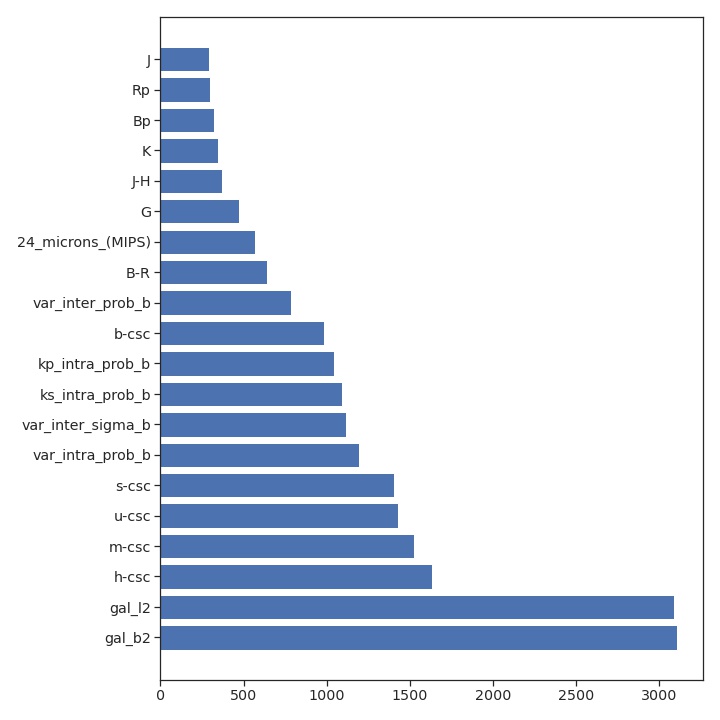 J
Rp
Bp
K
J-H
G
24_microns_(MIPS)
B-R
var_inter_prob_b
b-csc
kp_intra_prob_b
ks_intra_prob_b
var_inter_sigma_b
var_intra_prob_b
s-csc
u-csc
m-csc
h-csc
gal_l2
gal_b2
0 500 1000 1500 2000 2500 3000